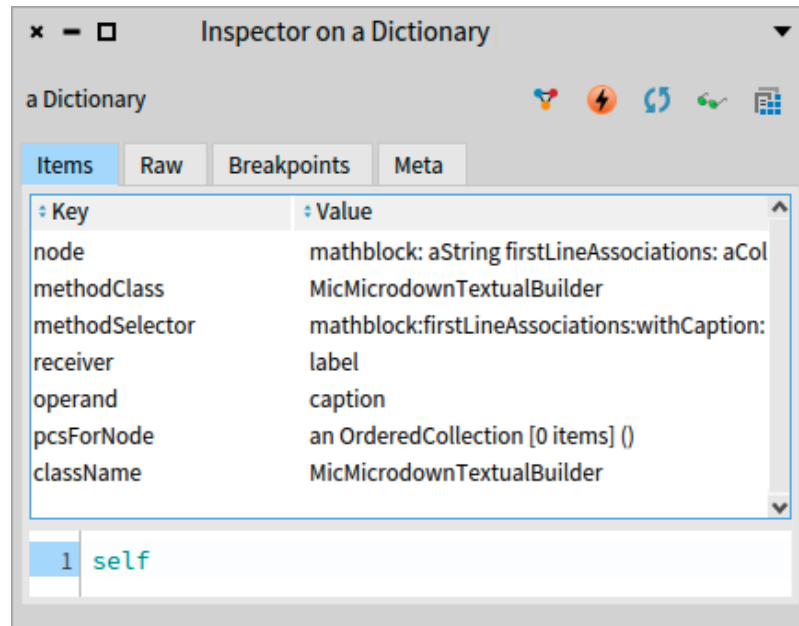 Inspector on a Dictionary
a Dictionary
Items Raw Breakpoints Meta
Key Value
node mathblock: aString firstLineAssociations: aCol
methodClass MicMicrodownTextualBuilder
methodSelector mathblock:firstLineAssociations:withCaption:
receiver label
operand caption
pcsForNode an OrderedCollection [0 items] ()
className MicMicrodownTextualBuilder
1 self